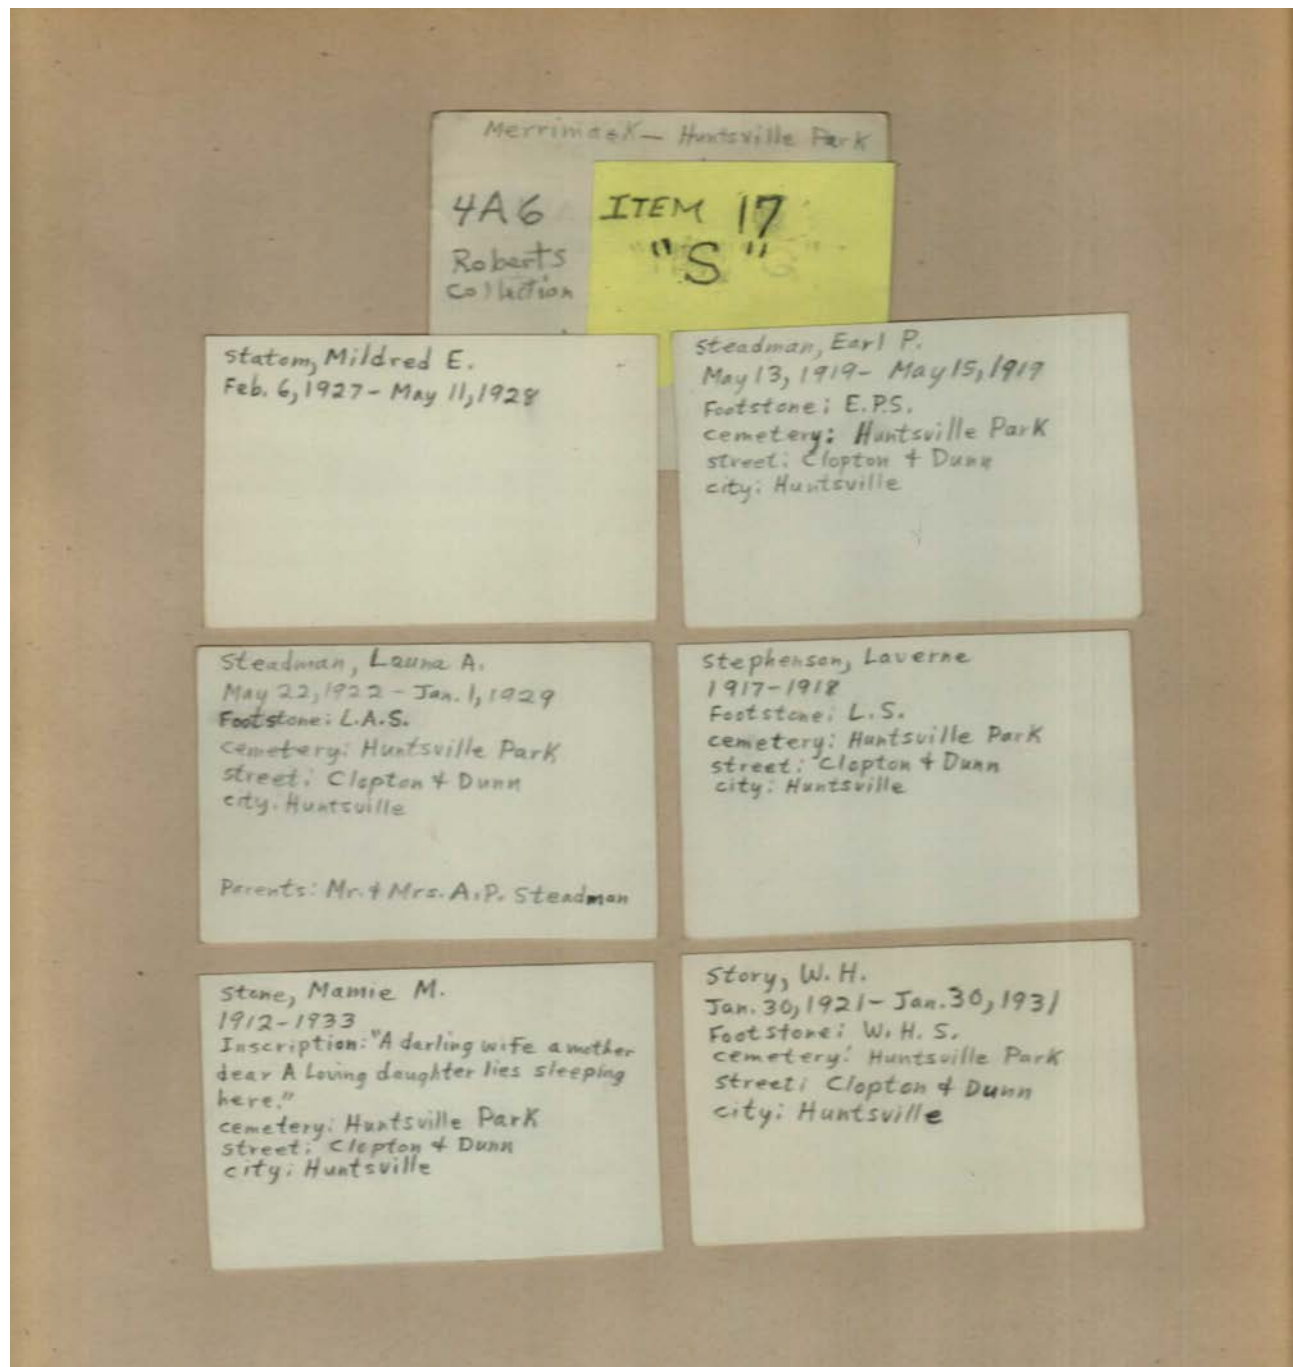 Merrimack— Huntsville Park
4A6
Roberts
Collection
ITEM 17
"S"
Statom, Mildred E.
Feb. 6, 1927- May 11, 1928
Steadman, Earl P.
May 13, 1919- May 15, 1919
Footstone: E.P.S.
cemetery: Huntsville Park
street: Clopton & Dunn
city: Huntsville
Steadman, Launa A.
May 22, 1922 - Jan. 1, 1929
Footstone: L.A.S.
cemetery: Huntsville Park
street: Clopton & Dunn
city: Huntsville
Parents: Mr. & Mrs. A.P. Steadman
Stephenson, Laverne
1917-1918
Footstone: L.S.
cemetery: Huntsville Park
street: Clopton & Dunn
city: Huntsville
Stone, Mamie M.
1912-1933
Inscription: "A darling wife a mother
dear A Loving daughter lies sleeping
here."
cemetery: Huntsville Park
street: Clopton & Dunn
city: Huntsville
Story, W. H.
Jan. 30, 1921- Jan. 30, 1931
Footstone: W. H. S.
cemetery: Huntsville Park
street: Clopton & Dunn
city: Huntsville